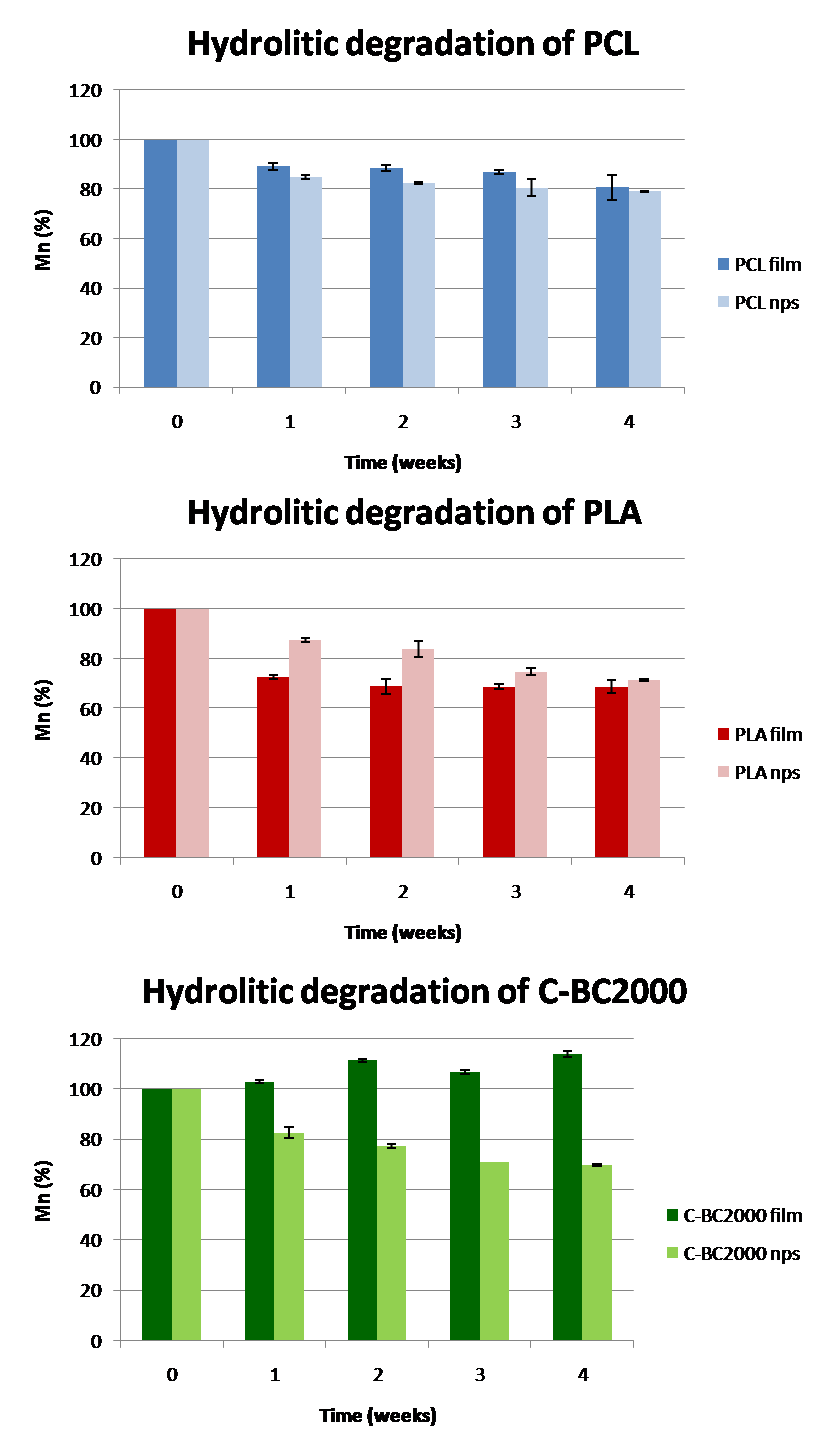 Hydrolitic degradation of PCL
120
100
80
60
40
20
0
Mn (%)
0 1 2 3 4
Time (weeks)
PCL film
PCL nps
Hydrolitic degradation of PLA
120
100
80
60
40
20
0
Mn (%)
0 1 2 3 4
Time (weeks)
PLA film
PLA nps
Hydrolitic degradation of C-BC2000
120
100
80
60
40
20
0
Mn (%)
0 1 2 3 4
Time (weeks)
C-BC2000 film
C-BC2000 nps